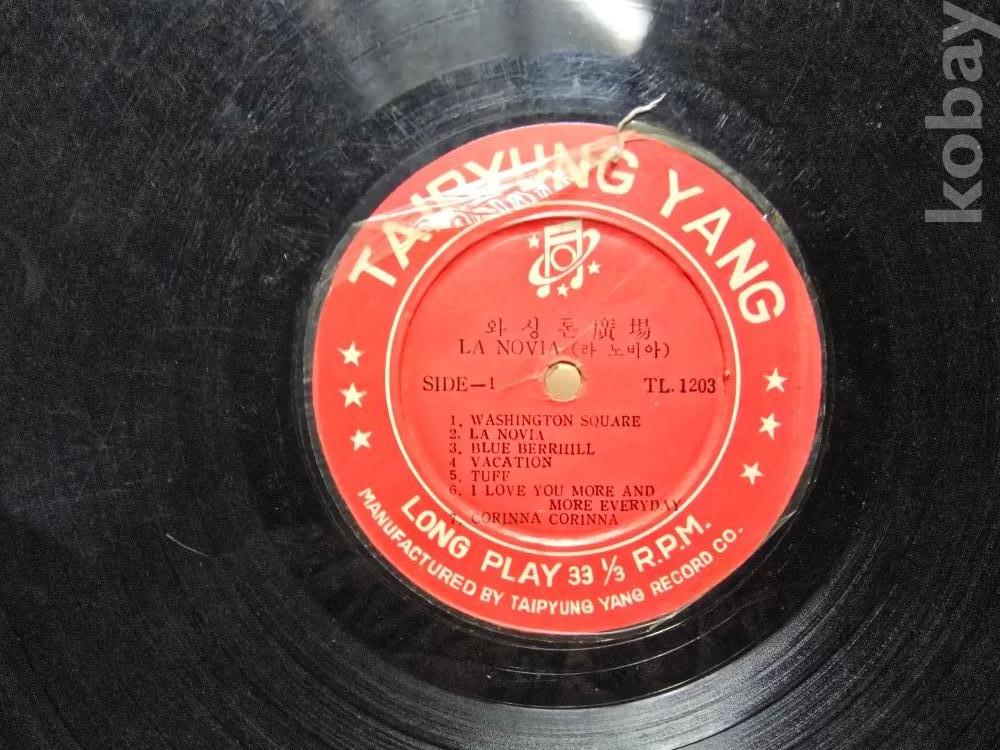 TAIPYUNG YANG
와싱톤廣場
LA NOVIA (라 노비아)
SIDE-1 TL. 1203
1. WASHINGTON SQUARE
2. LA NOVIA
3. BLUE BERRHILL
4 VACATION
5. TUFF
6. I LOVE YOU MORE AND
MORE EVERYDAY
7. CORINNA CORINNA
LONG PLAY 33 1/3 R.P.M.
MANUFACTURED BY TAIPYUNG YANG RECORD CO.
kobay